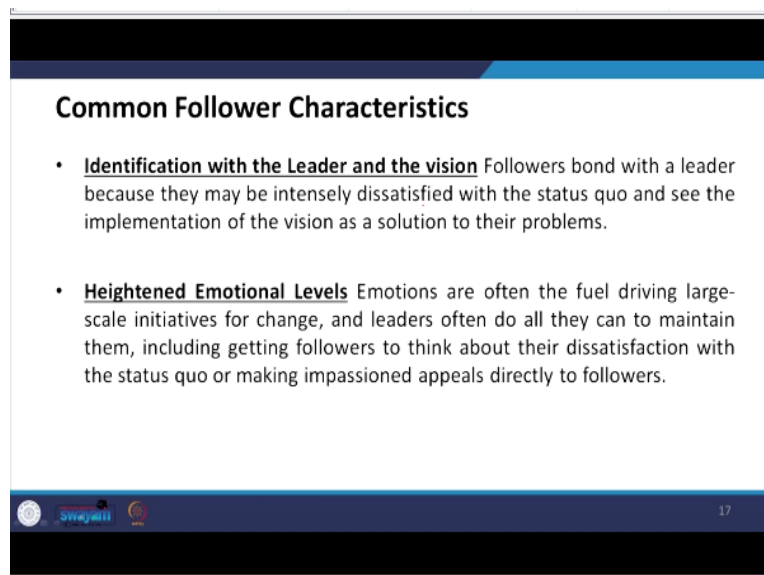 Common Follower Characteristics
• Identification with the Leader and the vision Followers bond with a leader
because they may be intensely dissatisfied with the status quo and see the
implementation of the vision as a solution to their problems.
• Heightened Emotional Levels Emotions are often the fuel driving large-
scale initiatives for change, and leaders often do all they can to maintain
them, including getting followers to think about their dissatisfaction with
the status quo or making impassioned appeals directly to followers.
swayam
17